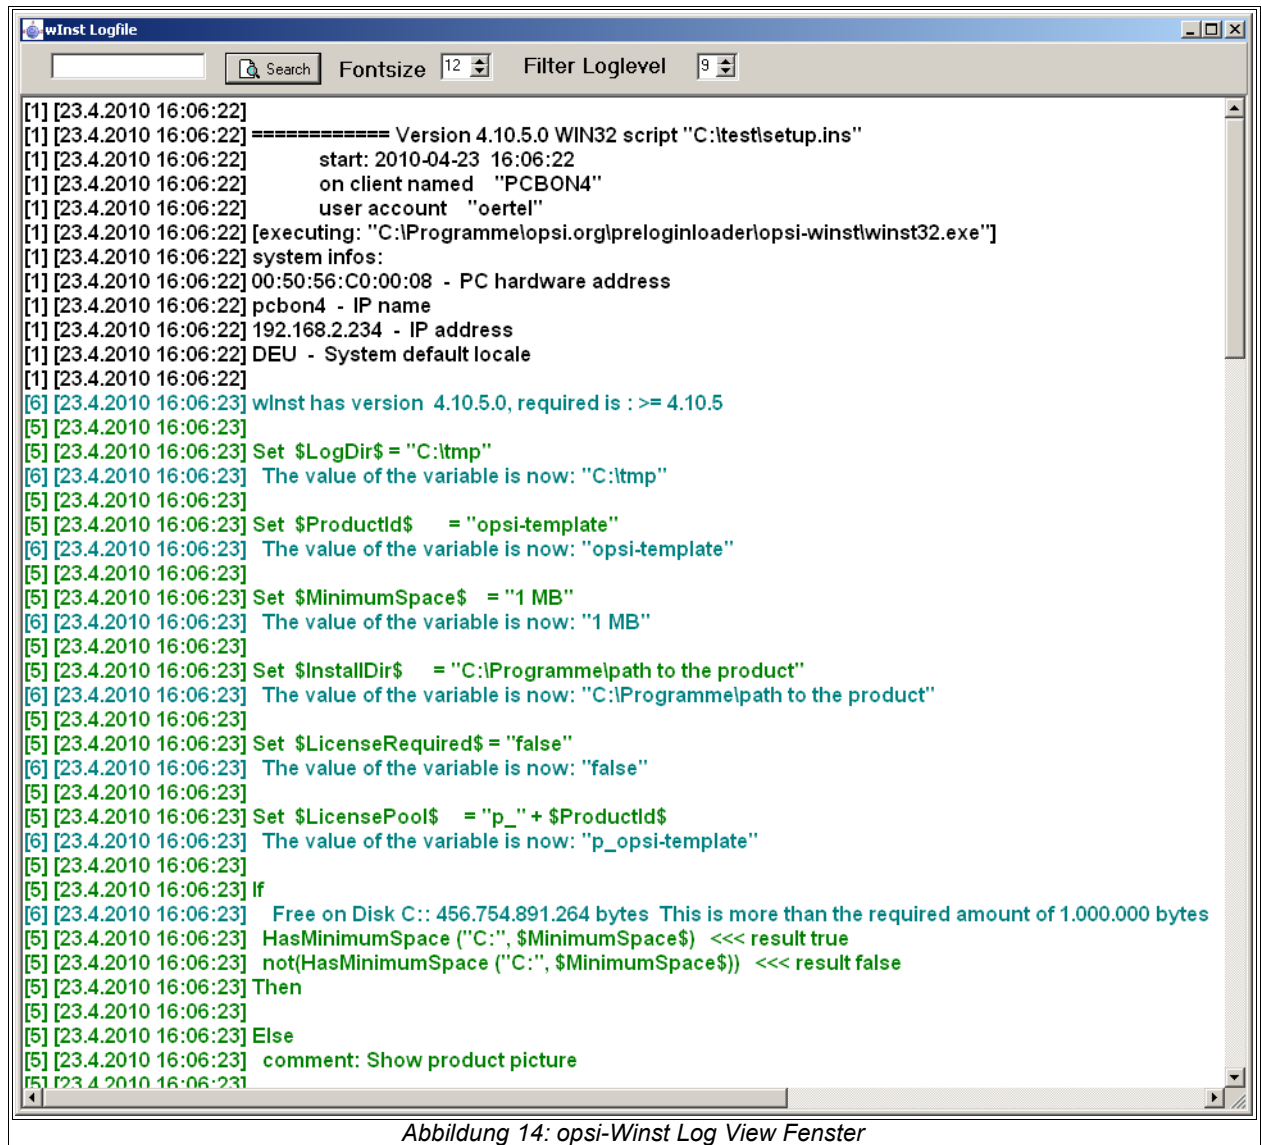 wInst Logfile
Search Fontsize 12 Filter Loglevel 9
[1] [23.4.2010 16:06:22]
[1] [23.4.2010 16:06:22] ============ Version 4.10.5.0 WIN32 script "C:\test\setup.ins"
[1] [23.4.2010 16:06:22] start: 2010-04-23 16:06:22
[1] [23.4.2010 16:06:22] on client named "PCBON4"
[1] [23.4.2010 16:06:22] user account "oertel"
[1] [23.4.2010 16:06:22] [executing: "C:\Programme\opsi.org\preloginloader\opsi-winst\winst32.exe"]
[1] [23.4.2010 16:06:22] system infos:
[1] [23.4.2010 16:06:22] 00:50:56:C0:00:08 - PC hardware address
[1] [23.4.2010 16:06:22] pcbon4 - IP name
[1] [23.4.2010 16:06:22] 192.168.2.234 - IP address
[1] [23.4.2010 16:06:22] DEU - System default locale
[1] [23.4.2010 16:06:22]
[6] [23.4.2010 16:06:23] wInst has version 4.10.5.0, required is : >= 4.10.5
[5] [23.4.2010 16:06:23]
[5] [23.4.2010 16:06:23] Set $LogDir$ = "C:\tmp"
[6] [23.4.2010 16:06:23] The value of the variable is now: "C:\tmp"
[5] [23.4.2010 16:06:23]
[5] [23.4.2010 16:06:23] Set $ProductId$ = "opsi-template"
[6] [23.4.2010 16:06:23] The value of the variable is now: "opsi-template"
[5] [23.4.2010 16:06:23]
[5] [23.4.2010 16:06:23] Set $MinimumSpace$ = "1 MB"
[6] [23.4.2010 16:06:23] The value of the variable is now: "1 MB"
[5] [23.4.2010 16:06:23]
[5] [23.4.2010 16:06:23] Set $InstallDir$ = "C:\Programme\path to the product"
[6] [23.4.2010 16:06:23] The value of the variable is now: "C:\Programme\path to the product"
[5] [23.4.2010 16:06:23]
[5] [23.4.2010 16:06:23] Set $LicenseRequired$ = "false"
[6] [23.4.2010 16:06:23] The value of the variable is now: "false"
[5] [23.4.2010 16:06:23]
[5] [23.4.2010 16:06:23] Set $LicensePool$ = "p_" + $ProductId$
[6] [23.4.2010 16:06:23] The value of the variable is now: "p_opsi-template"
[5] [23.4.2010 16:06:23]
[5] [23.4.2010 16:06:23] If
[6] [23.4.2010 16:06:23] Free on Disk C:: 456.754.891.264 bytes This is more than the required amount of 1.000.000 bytes
[5] [23.4.2010 16:06:23] HasMinimumSpace ("C:", $MinimumSpace$) <<< result true
[5] [23.4.2010 16:06:23] not(HasMinimumSpace ("C:", $MinimumSpace$)) <<< result false
[5] [23.4.2010 16:06:23] Then
[5] [23.4.2010 16:06:23]
[5] [23.4.2010 16:06:23] Else
[5] [23.4.2010 16:06:23] comment: Show product picture
[5] [23.4.2010 16:06:23]
Abbildung 14: opsi-Winst Log View Fenster